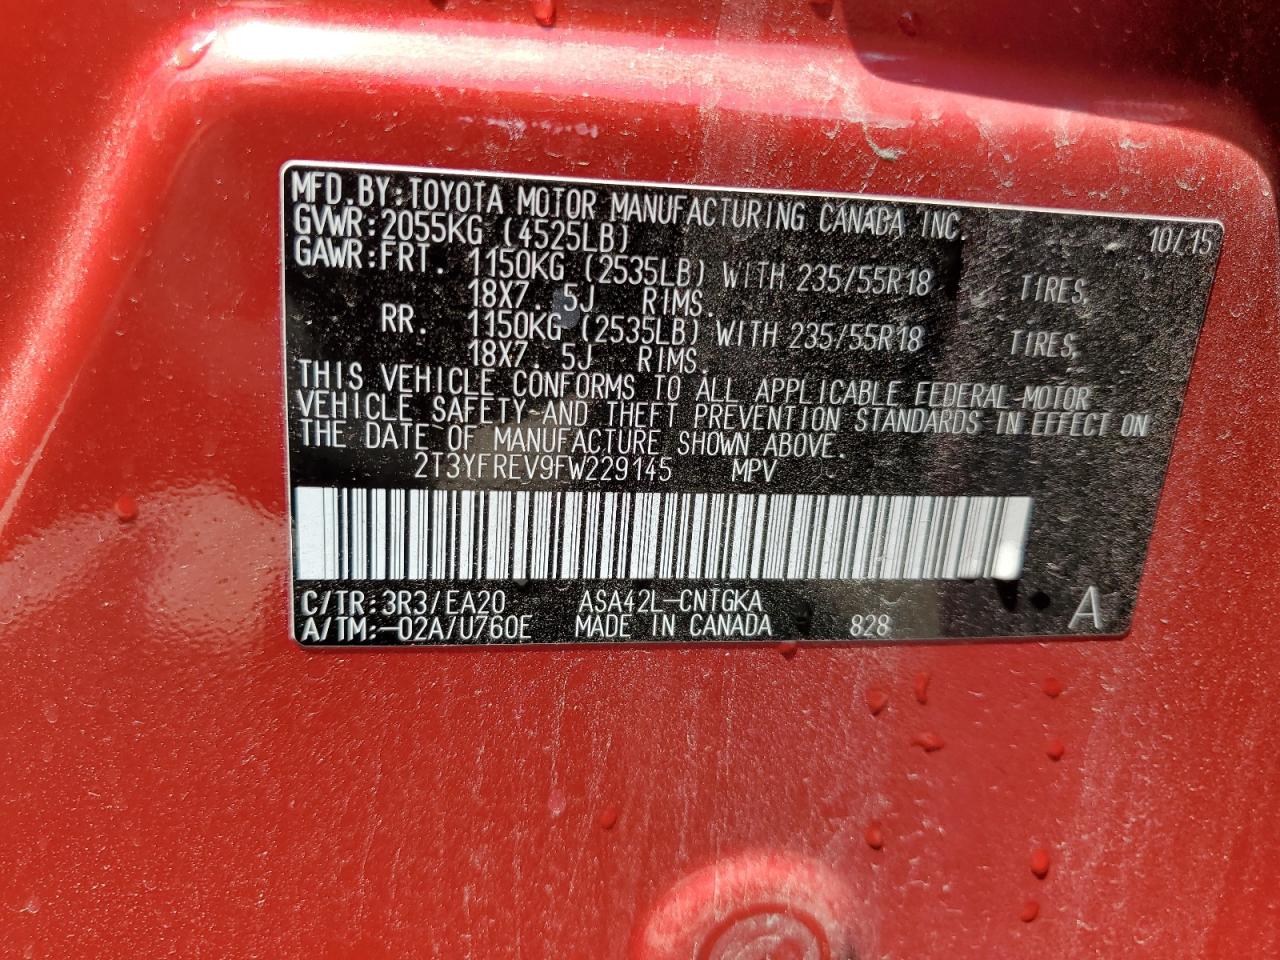 MFD.BY:TOYOTA MOTOR MANUFACTURING CANADA INC. 10/15
GVWR:2055KG (4525LB)
GAWR:FRT. 1150KG (2535LB) WITH 235/55R18 TIRES,
18X7. 5J RIMS.
RR. 1150KG (2535LB) WITH 235/55R18 TIRES,
18X7. 5J RIMS.
THIS VEHICLE CONFORMS TO ALL APPLICABLE FEDERAL MOTOR
VEHICLE SAFETY AND THEFT PREVENTION STANDARDS IN EFFECT ON
THE DATE OF MANUFACTURE SHOWN ABOVE.
2T3YFREV9FW229145 MPV
C/TR:3R3/EA20 ASA42L-CNTGKA
A/TM:-02A/U760E MADE IN CANADA 828 A